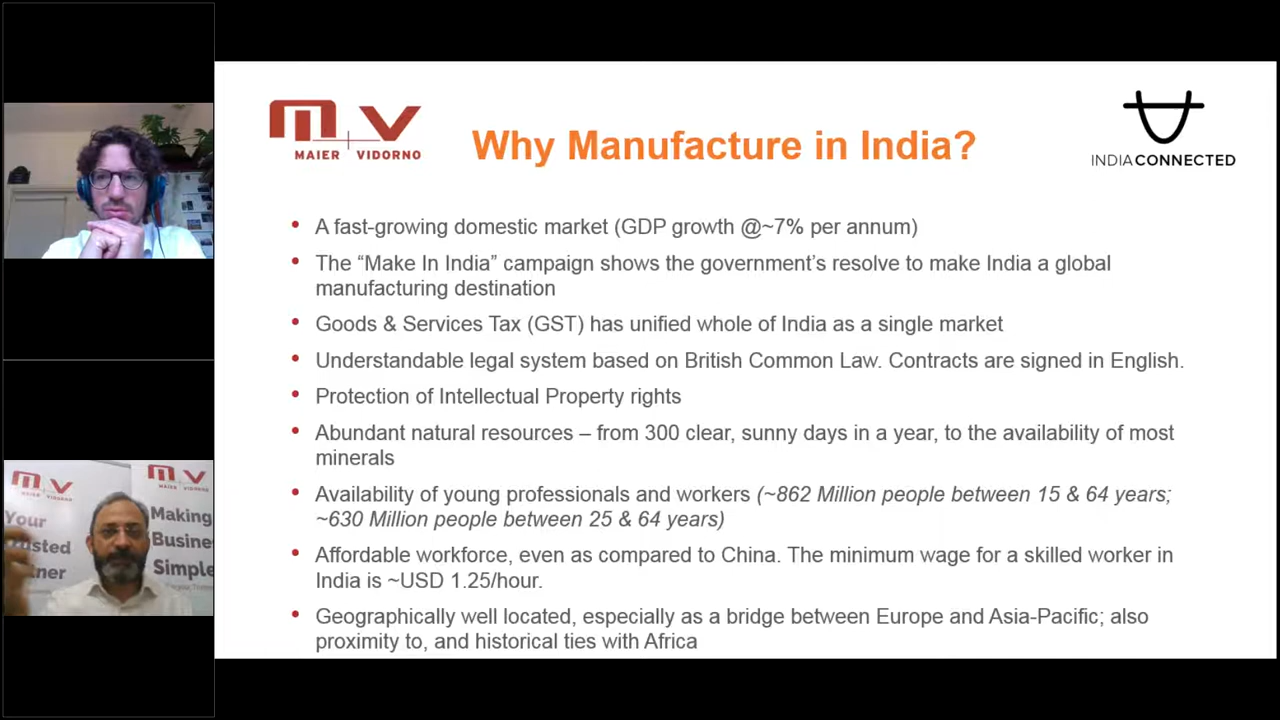 MAIER VIDORNO
Why Manufacture in India?
INDIACONNECTED
• A fast-growing domestic market (GDP growth @~7% per annum)
• The “Make In India” campaign shows the government’s resolve to make India a global
manufacturing destination
• Goods & Services Tax (GST) has unified whole of India as a single market
• Understandable legal system based on British Common Law. Contracts are signed in English.
• Protection of Intellectual Property rights
• Abundant natural resources – from 300 clear, sunny days in a year, to the availability of most
minerals
• Availability of young professionals and workers (~862 Million people between 15 & 64 years;
~630 Million people between 25 & 64 years)
• Affordable workforce, even as compared to China. The minimum wage for a skilled worker in
India is ~USD 1.25/hour.
• Geographically well located, especially as a bridge between Europe and Asia-Pacific; also
proximity to, and historical ties with Africa
MAIER VIDORNO
MAIER VIDORNO
Your
Making
Busine
Simple